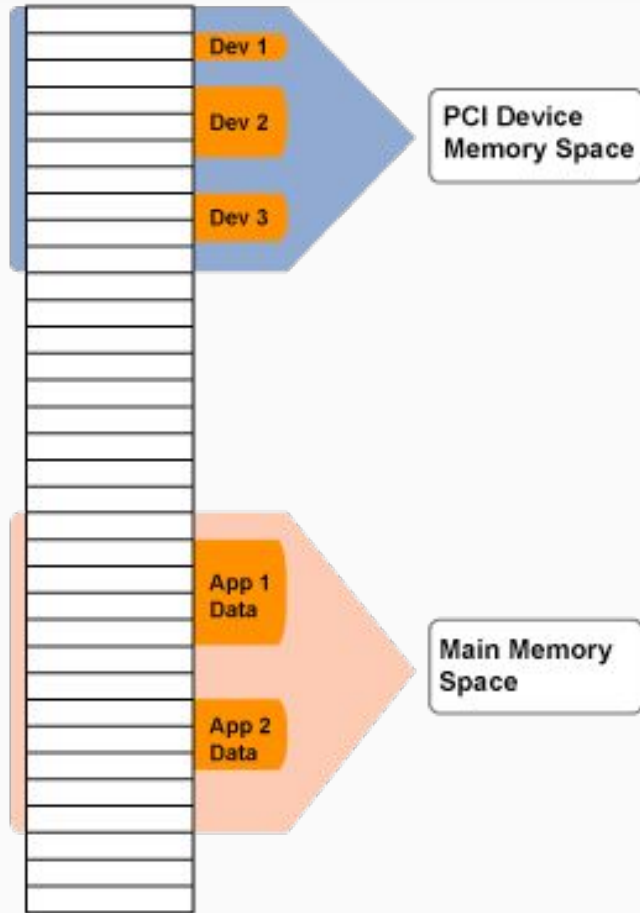 Dev 1
Dev 2
Dev 3
PCI Device
Memory Space
App 1
Data
App 2
Data
Main Memory
Space